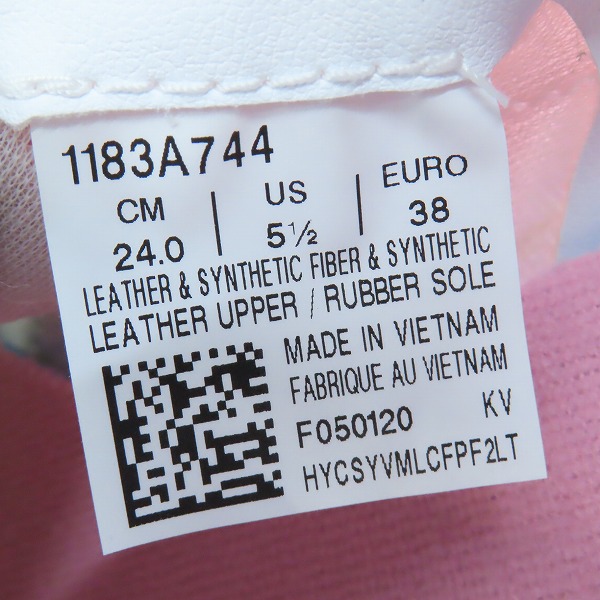 1183A744
CM | US | EURO
24.0 | 5½ | 38
LEATHER & SYNTHETIC FIBER & SYNTHETIC
LEATHER UPPER / RUBBER SOLE
MADE IN VIETNAM
FABRIQUE AU VIETNAM
F050120 KV
HYCSYVMLCFPF2LT